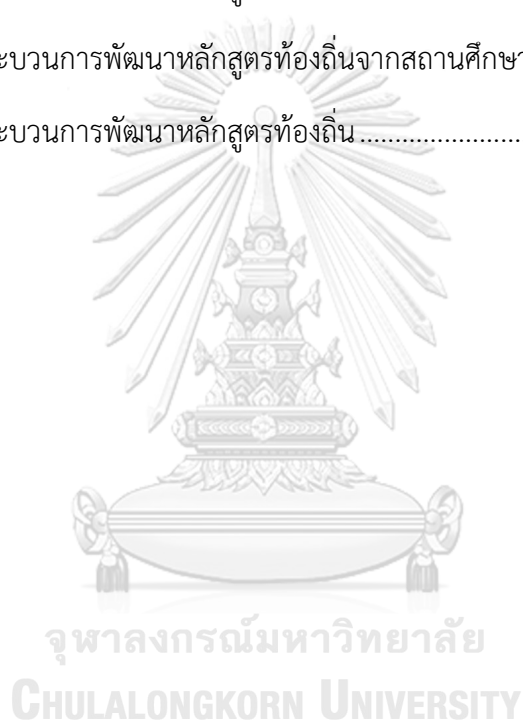 ะบวนการพัฒนาหลักสูตรท้องถิ่นจากสถานศึกษา
ะบวนการพัฒนาหลักสูตรท้องถิ่น.......................
จุฬาลงกรณ์มหาวิทยาลัย
CHULALONGKORN UNIVERSITY